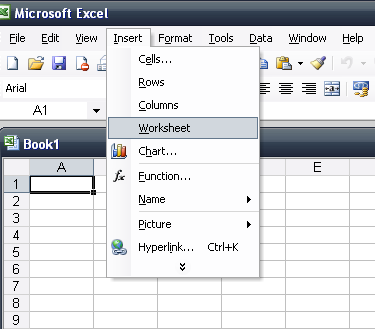 Microsoft Excel
File Edit View Insert Format Tools Data Window Help
Arial
A1
Cells...
Rows
Columns
Worksheet
Chart...
Function...
Name
Picture
Hyperlink... Ctrl+K
Book1
A E
1
2
3
4
5
6
7
8
9